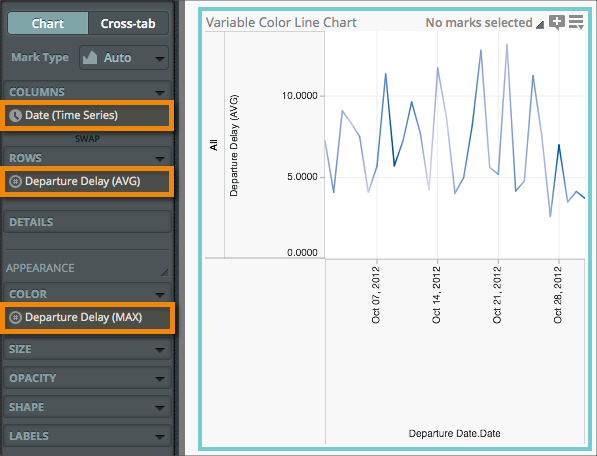 Chart Cross-tab
Mark Type Auto
COLUMNS
Date (Time Series)
SWAP
ROWS
Departure Delay (AVG)
DETAILS
APPEARANCE
COLOR
Departure Delay (MAX)
SIZE
OPACITY
SHAPE
LABELS
Variable Color Line Chart No marks selected
All
Departure Delay (AVG)
10.0000
5.0000
0.0000
Oct 07, 2012
Oct 14, 2012
Oct 21, 2012
Oct 28, 2012
Departure Date.Date